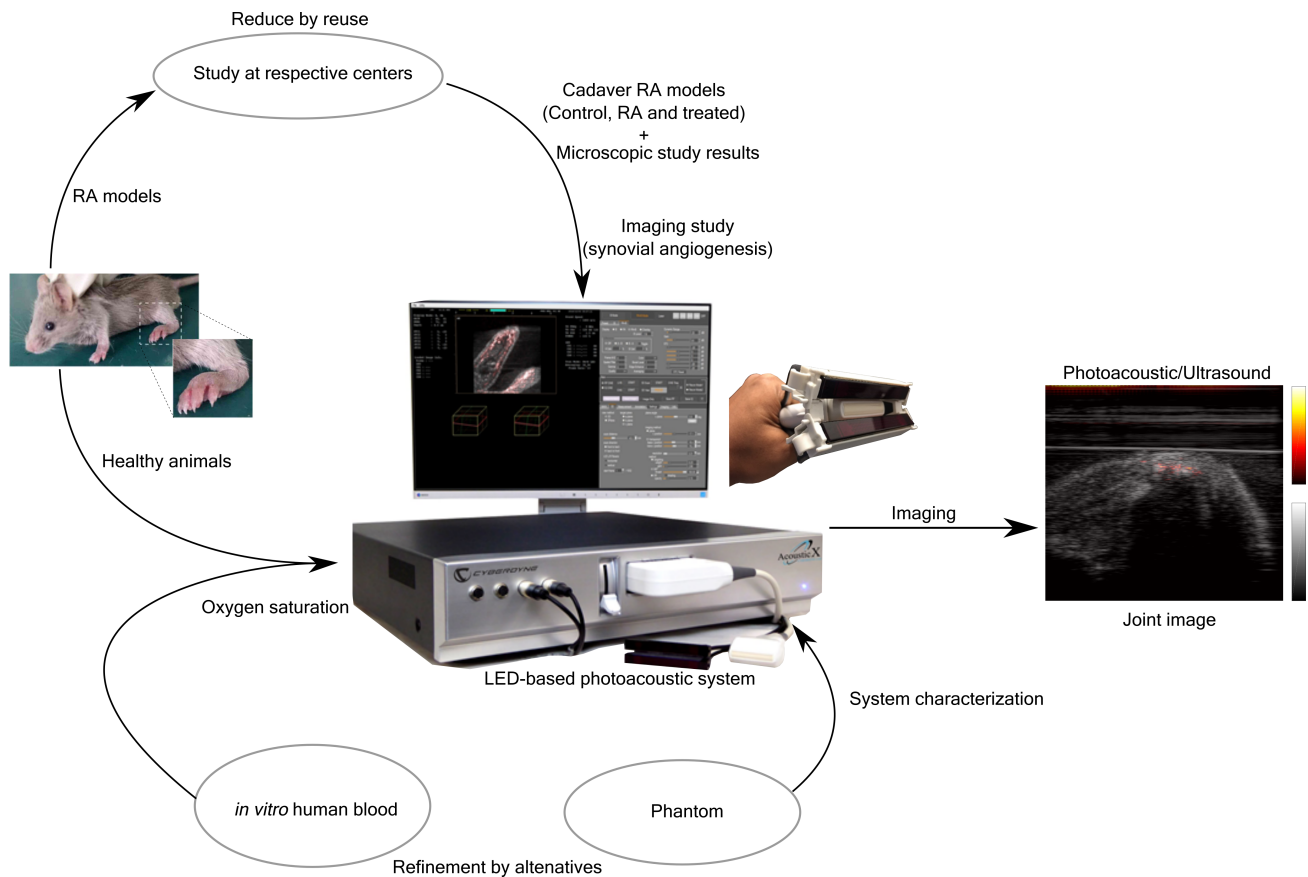 Reduce by reuse
Study at respective centers
Cadaver RA models
(Control, RA and treated)
+
Microscopic study results
RA models
Imaging study
(synovial angiogenesis)
Photoacoustic/Ultrasound
Healthy animals
Imaging
AcousticX
CYBERDYNE
Oxygen saturation
Joint image
LED-based photoacoustic system
System characterization
in vitro human blood
Phantom
Refinement by altenatives